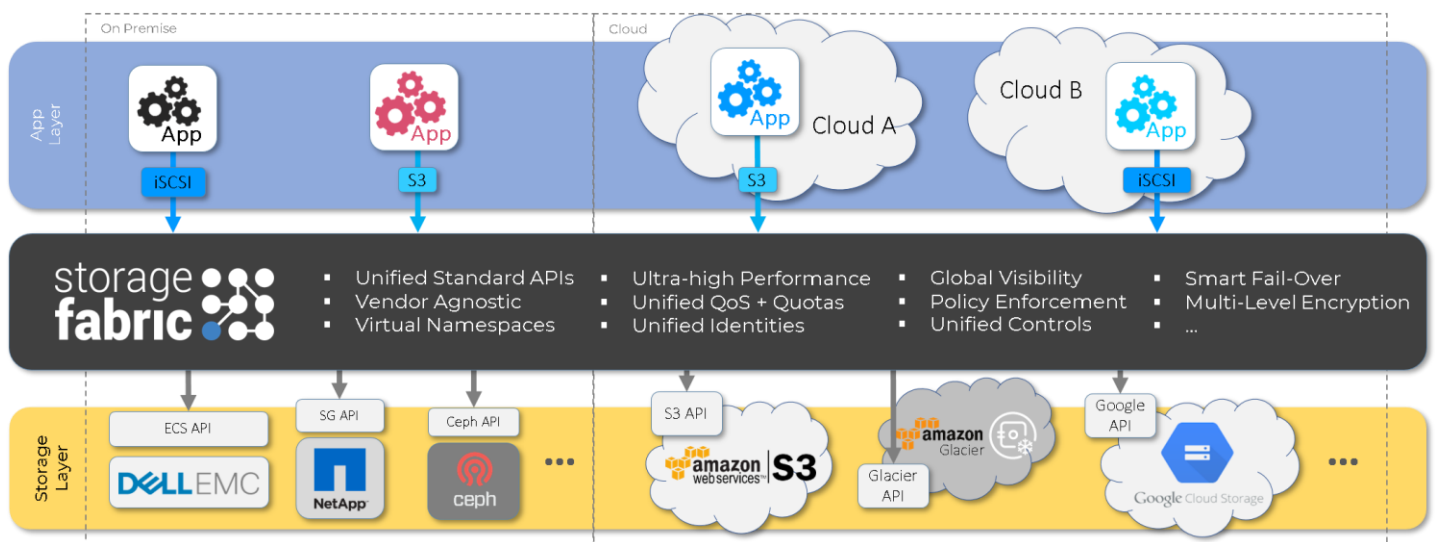 On Premise
Cloud
App
Layer
App
App
App
Cloud A
Cloud B
App
iSCSI
S3
S3
iSCSI
storage
fabric
▪ Unified Standard APIs
▪ Vendor Agnostic
▪ Virtual Namespaces
▪ Ultra-high Performance
▪ Unified QoS + Quotas
▪ Unified Identities
▪ Global Visibility
▪ Policy Enforcement
▪ Unified Controls
▪ Smart Fail-Over
▪ Multi-Level Encryption
▪ ...
Storage
Layer
ECS API
DELL EMC
SG API
NetApp
Ceph API
ceph
...
S3 API
amazon
web services™
S3
Glacier
API
amazon
Glacier
Google
API
Google Cloud Storage
...